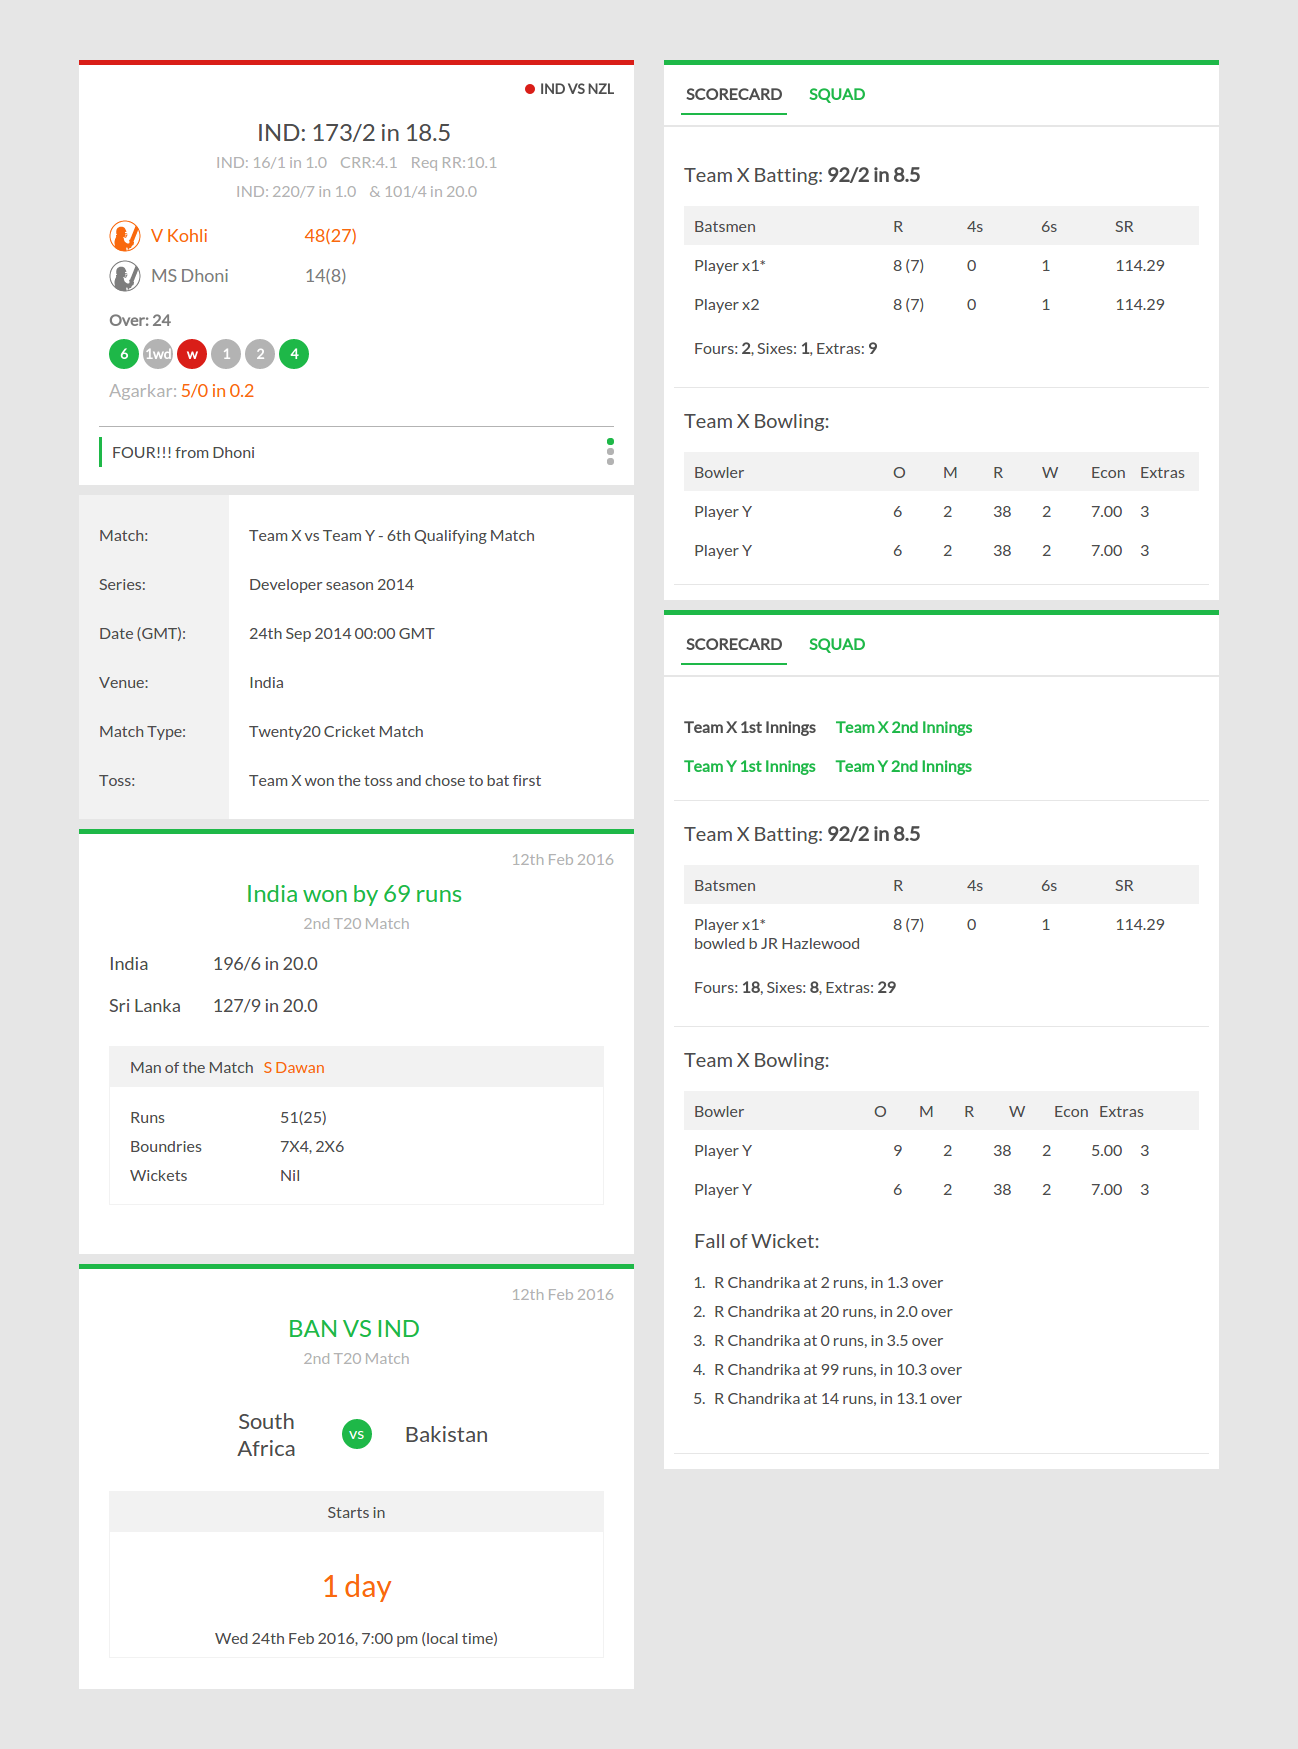 IND VS NZL
IND: 173/2 in 18.5
IND: 16/1 in 1.0 CRR:4.1 Req RR:10.1
IND: 220/7 in 1.0 & 101/4 in 20.0
V Kohli 48(27)
MS Dhoni 14(8)
Over: 24
6 1wd w 1 2 4
Agarkar: 5/0 in 0.2
FOUR!!! from Dhoni
Match: Team X vs Team Y - 6th Qualifying Match
Series: Developer season 2014
Date (GMT): 24th Sep 2014 00:00 GMT
Venue: India
Match Type: Twenty20 Cricket Match
Toss: Team X won the toss and chose to bat first
12th Feb 2016
India won by 69 runs
2nd T20 Match
India 196/6 in 20.0
Sri Lanka 127/9 in 20.0
Man of the Match S Dawan
Runs 51(25)
Boundries 7X4, 2X6
Wickets Nil
12th Feb 2016
BAN VS IND
2nd T20 Match
South
Africa
vs
Bakistan
Starts in
1 day
Wed 24th Feb 2016, 7:00 pm (local time)
SCORECARD SQUAD
Team X Batting: 92/2 in 8.5
Batsmen R 4s 6s SR
Player x1* 8 (7) 0 1 114.29
Player x2 8 (7) 0 1 114.29
Fours: 2, Sixes: 1, Extras: 9
Team X Bowling:
Bowler O M R W Econ Extras
Player Y 6 2 38 2 7.00 3
Player Y 6 2 38 2 7.00 3
SCORECARD SQUAD
Team X 1st Innings Team X 2nd Innings
Team Y 1st Innings Team Y 2nd Innings
Team X Batting: 92/2 in 8.5
Batsmen R 4s 6s SR
Player x1* 8 (7) 0 1 114.29
bowled b JR Hazlewood
Fours: 18, Sixes: 8, Extras: 29
Team X Bowling:
Bowler O M R W Econ Extras
Player Y 9 2 38 2 5.00 3
Player Y 6 2 38 2 7.00 3
Fall of Wicket:
1. R Chandrika at 2 runs, in 1.3 over
2. R Chandrika at 20 runs, in 2.0 over
3. R Chandrika at 0 runs, in 3.5 over
4. R Chandrika at 99 runs, in 10.3 over
5. R Chandrika at 14 runs, in 13.1 over